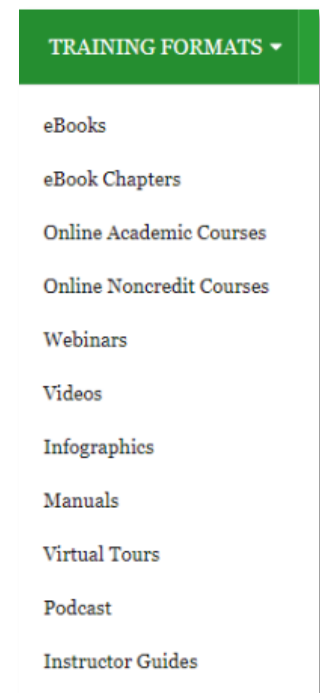 TRAINING FORMATS
eBooks
eBook Chapters
Online Academic Courses
Online Noncredit Courses
Webinars
Videos
Infographics
Manuals
Virtual Tours
Podcast
Instructor Guides